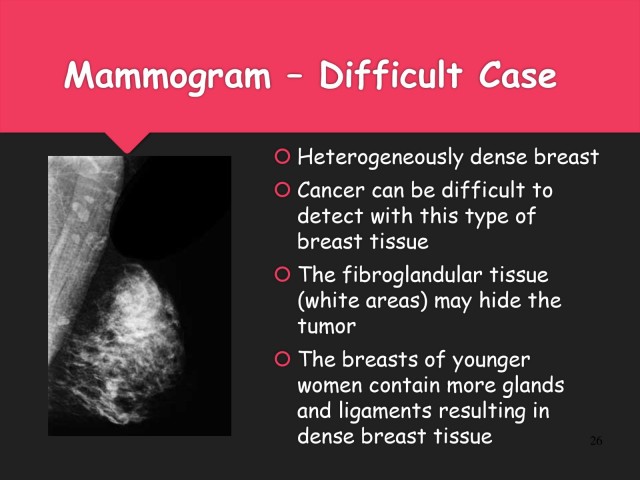 Mammogram – Difficult Case
Heterogeneously dense breast
Cancer can be difficult to
detect with this type of
breast tissue
The fibroglandular tissue
(white areas) may hide the
tumor
The breasts of younger
women contain more glands
and ligaments resulting in
dense breast tissue
26